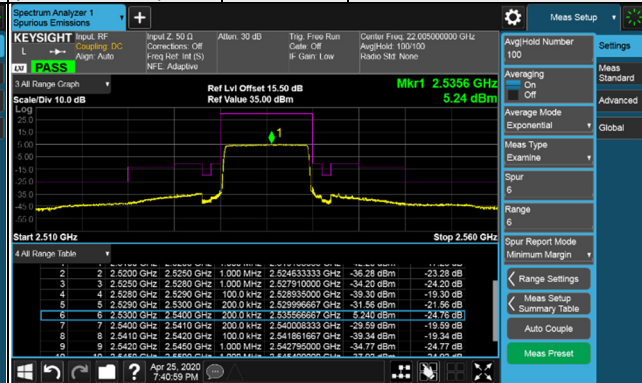 Spectrum Analyzer 1
Spurious Emissions
Meas Setup
KEYSIGHT
Input: RF
Coupling: DC
Align: Auto
Input Z: 50 Ω
Corrections: Off
Freq Ref: Int (S)
NFE: Adaptive
Atten: 30 dB
Trig: Free Run
Gate: Off
IF Gain: Low
Center Freq: 22.005000000 GHz
Avg|Hold: 100/100
Radio Std: None
L
LXI PASS
3 All Range Graph
Ref Lvl Offset 15.50 dB
Mkr1 2.5356 GHz
Scale/Div 10.0 dB
Ref Value 35.00 dBm
5.24 dBm
Log
25.0
15.0
5.00
-5.00
-15.0
-25.0
-35.0
-45.0
-55.0
1
Start 2.510 GHz
Stop 2.560 GHz
4 All Range Table
2 2 2.5200 GHz 2.5250 GHz 1.000 MHz 2.524633333 GHz -36.28 dBm -23.28 dB
3 3 2.5250 GHz 2.5280 GHz 1.000 MHz 2.527910000 GHz -34.20 dBm -24.20 dB
4 4 2.5280 GHz 2.5290 GHz 100.0 kHz 2.528935000 GHz -39.30 dBm -19.30 dB
5 5 2.5290 GHz 2.5300 GHz 200.0 kHz 2.529996667 GHz -31.56 dBm -21.56 dB
6 6 2.5300 GHz 2.5400 GHz 200.0 kHz 2.535566667 GHz 5.240 dBm -24.76 dB
7 7 2.5400 GHz 2.5410 GHz 200.0 kHz 2.540008333 GHz -29.59 dBm -19.59 dB
8 8 2.5410 GHz 2.5420 GHz 100.0 kHz 2.541861667 GHz -39.34 dBm -19.34 dB
9 9 2.5420 GHz 2.5450 GHz 1.000 MHz 2.542795000 GHz -34.77 dBm -24.77 dB
Apr 25, 2020
7:40:59 PM
Avg|Hold Number
100
Averaging
On
Off
Average Mode
Exponential
Meas Type
Examine
Spur
6
Range
6
Spur Report Mode
Minimum Margin
Range Settings
Meas Setup
Summary Table
Auto Couple
Meas Preset
Settings
Meas
Standard
Advanced
Global